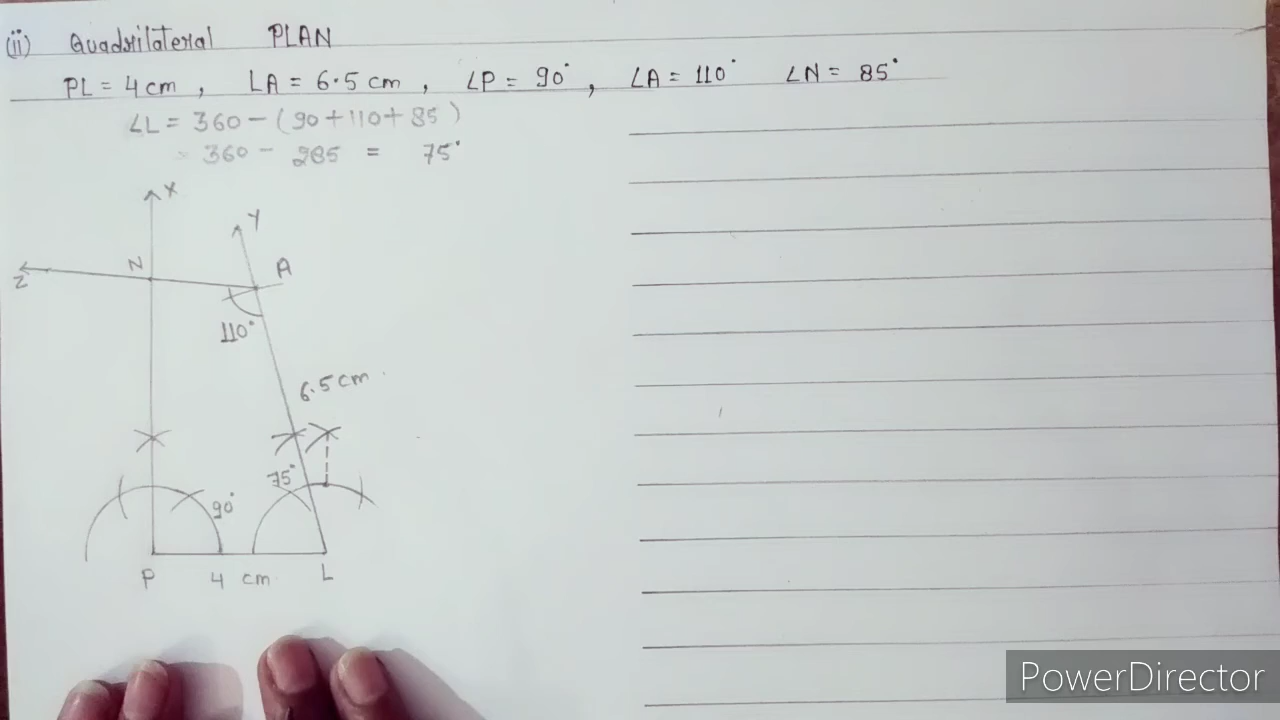 (ii) Quadrilateral PLAN
PL = 4 cm , LA = 6.5 cm , ∠P = 90° , ∠A = 110° ∠N = 85°
∠L = 360 - (90 + 110 + 85)
360 - 285 = 75°
X
Y
N
A
Z
110°
6.5 cm
75°
90°
P 4 cm L
PowerDirector